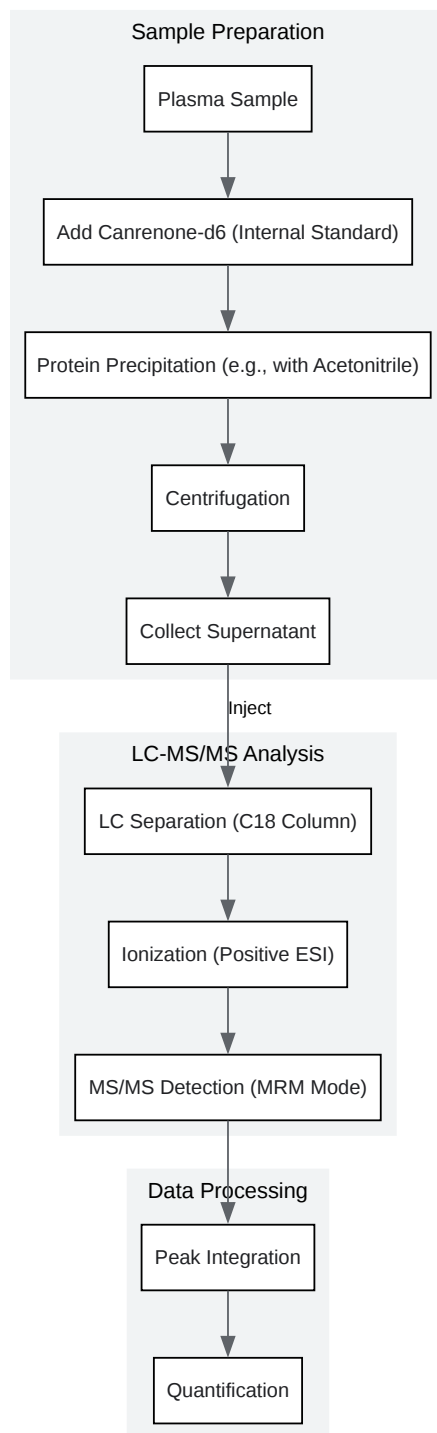 Sample Preparation
Plasma Sample
Add Canrenone-d6 (Internal Standard)
Protein Precipitation (e.g., with Acetonitrile)
Centrifugation
Collect Supernatant
Inject
LC-MS/MS Analysis
LC Separation (C18 Column)
Ionization (Positive ESI)
MS/MS Detection (MRM Mode)
Data Processing
Peak Integration
Quantification